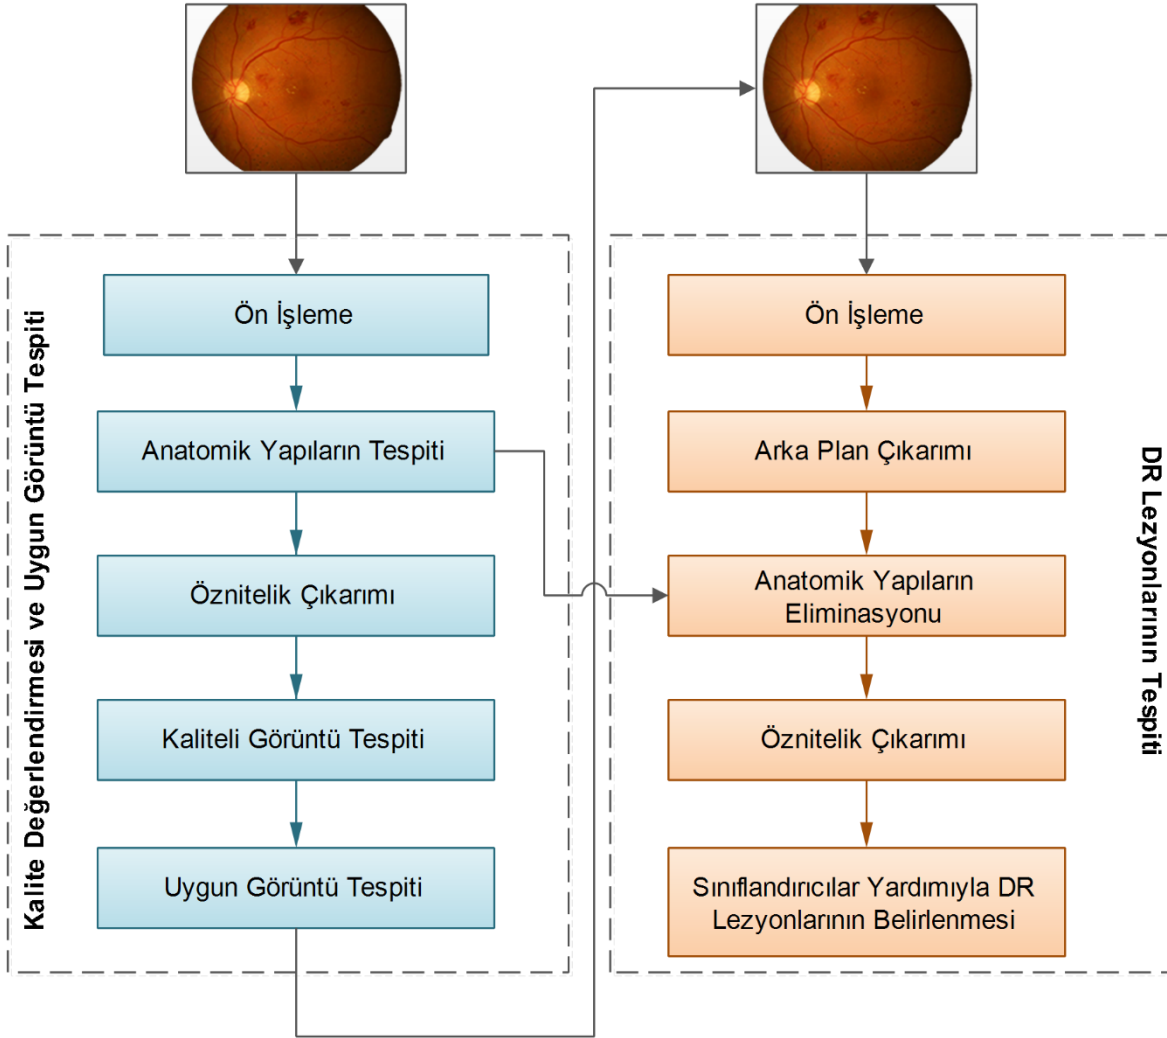 Kalite Değerlendirmesi ve Uygun Görüntü Tespiti
Ön İşleme
Anatomik Yapıların Tespiti
Öznitelik Çıkarımı
Kaliteli Görüntü Tespiti
Uygun Görüntü Tespiti
Ön İşleme
Arka Plan Çıkarımı
Anatomik Yapıların
Eliminasyonu
Öznitelik Çıkarımı
Sınıflandırıcılar Yardımıyla DR
Lezyonlarının Belirlenmesi
DR Lezyonlarının Tespiti